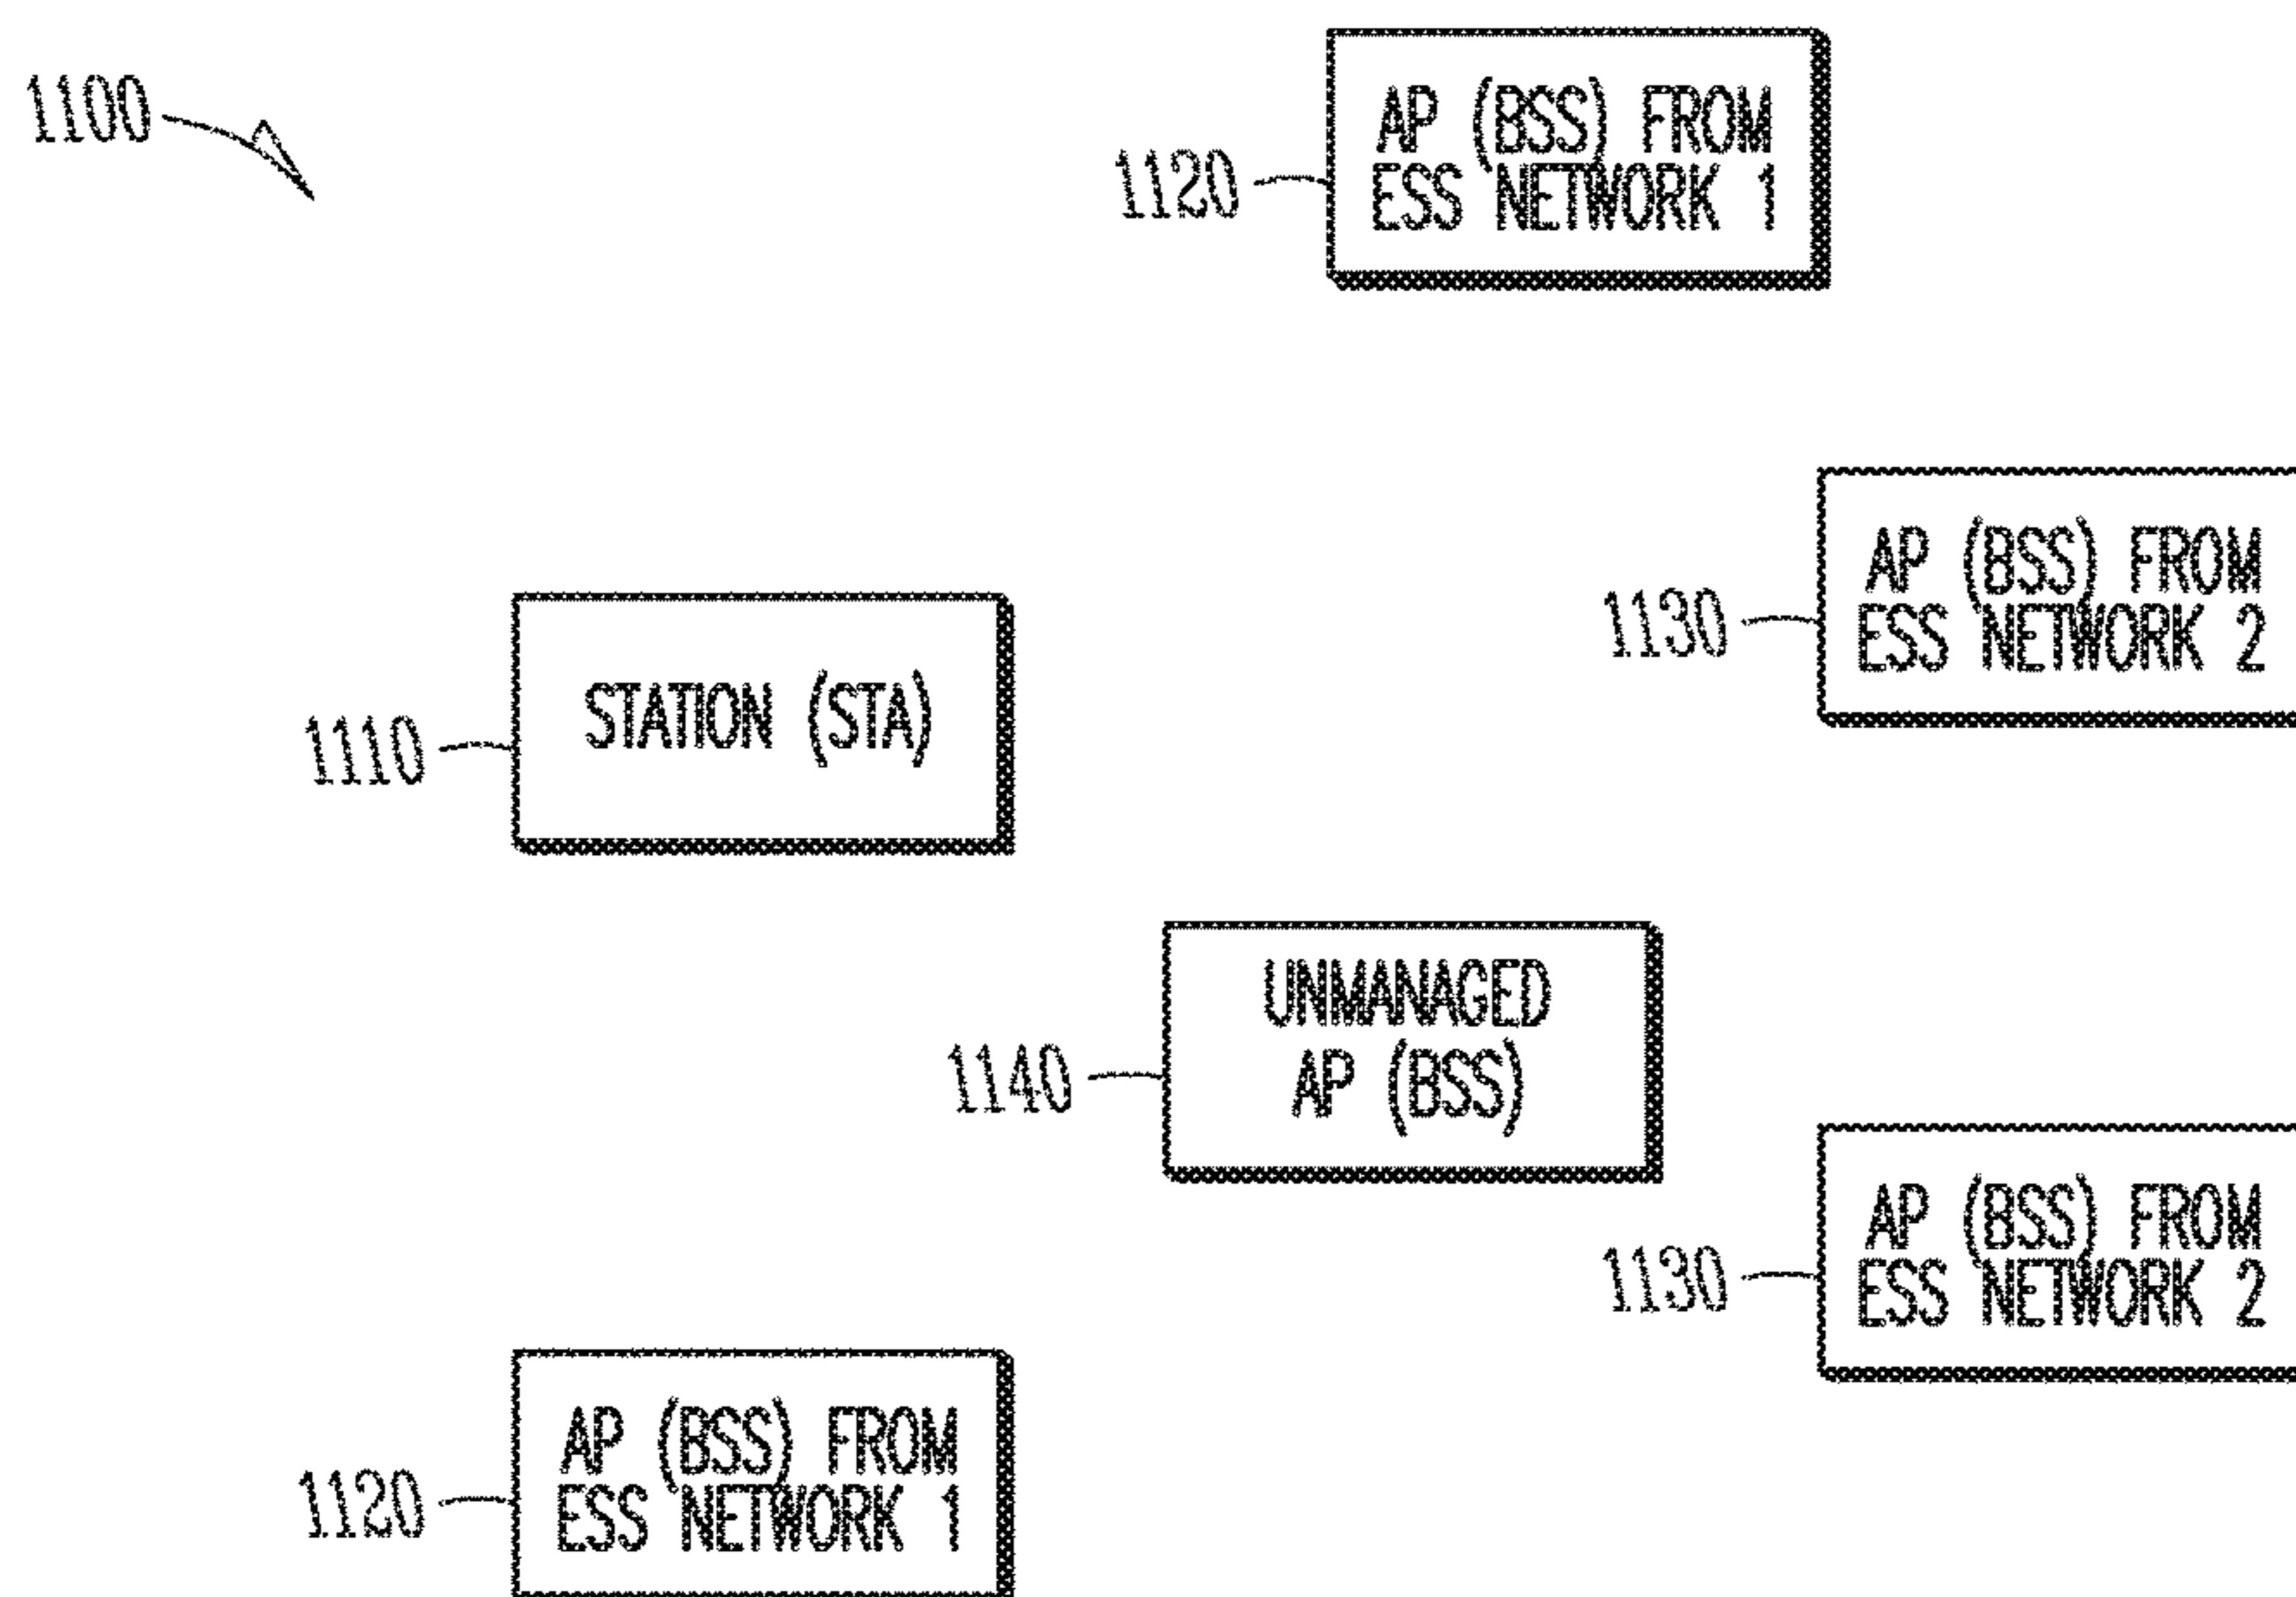 1100
1120
AP (BSS) FROM
ESS NETWORK 1
1130
AP (BSS) FROM
ESS NETWORK 2
1110
STATION (STA)
1140
UNMANAGED
AP (BSS)
1130
AP (BSS) FROM
ESS NETWORK 2
1120
AP (BSS) FROM
ESS NETWORK 1